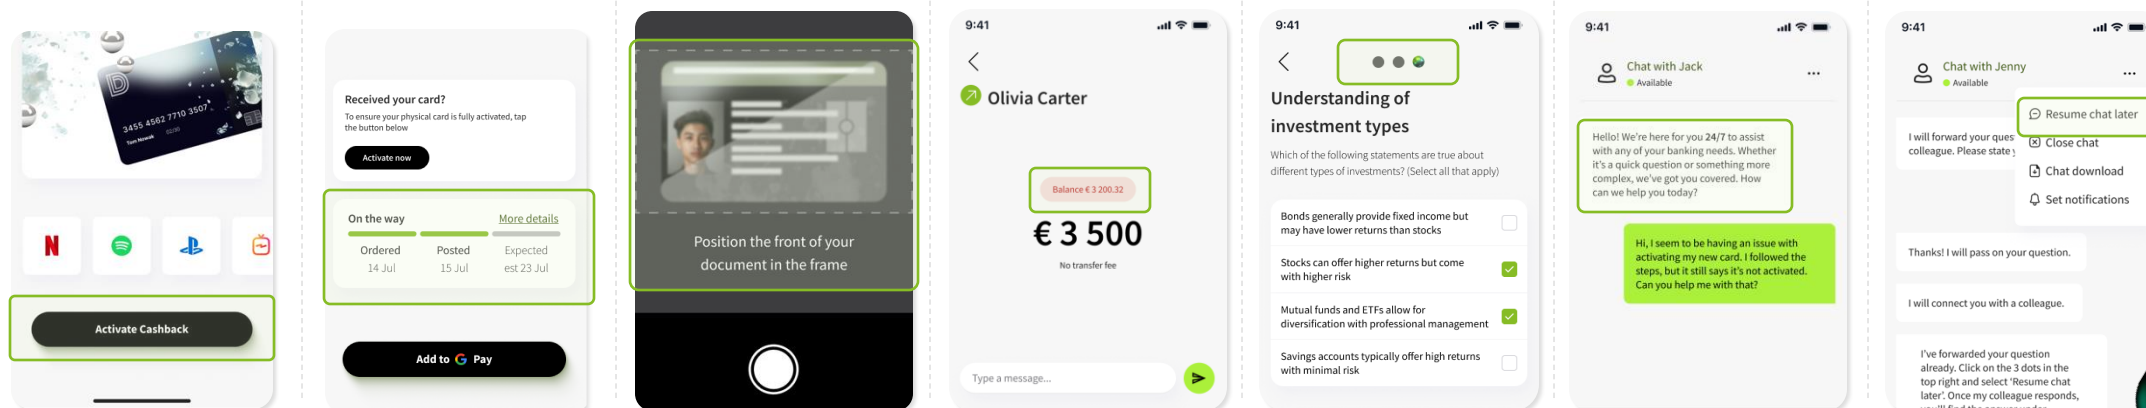 3455 4562 7710 3507
Tom Nowak
02/30
N
Activate Cashback
Received your card?
To ensure your physical card is fully activated, tap
the button below
Activate now
On the way
More details
Ordered
Posted
Expected
14 Jul
15 Jul
est 23 Jul
Add to G Pay
Position the front of your
document in the frame
9:41
Olivia Carter
Balance € 3 200.32
€ 3 500
No transfer fee
Type a message...
9:41
Understanding of
investment types
Which of the following statements are true about
different types of investments? (Select all that apply)
Bonds generally provide fixed income but
may have lower returns than stocks
Stocks can offer higher returns but come
with higher risk
Mutual funds and ETFs allow for
diversification with professional management
Savings accounts typically offer high returns
with minimal risk
9:41
Chat with Jack
Available
Hello! We're here for you 24/7 to assist
with any of your banking needs. Whether
it's a quick question or something more
complex, we've got you covered. How
can we help you today?
Hi, I seem to be having an issue with
activating my new card. I followed the
steps, but it still says it's not activated.
Can you help me with that?
9:41
Chat with Jenny
Available
Resume chat later
Close chat
Chat download
Set notifications
I will forward your ques
colleague. Please state
Thanks! I will pass on your question.
I will connect you with a colleague.
I've forwarded your question
already. Click on the 3 dots in the
top right and select 'Resume chat
later'. Once my colleague responds,